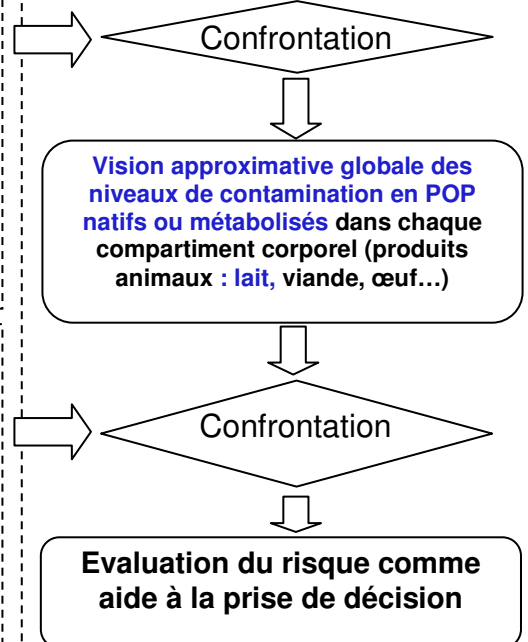 Confrontation
Vision approximative globale des
niveaux de contamination en POP
natifs ou métabolisés dans chaque
compartiment corporel (produits
animaux : lait, viande, œuf…)
Confrontation
Evaluation du risque comme
aide à la prise de décision